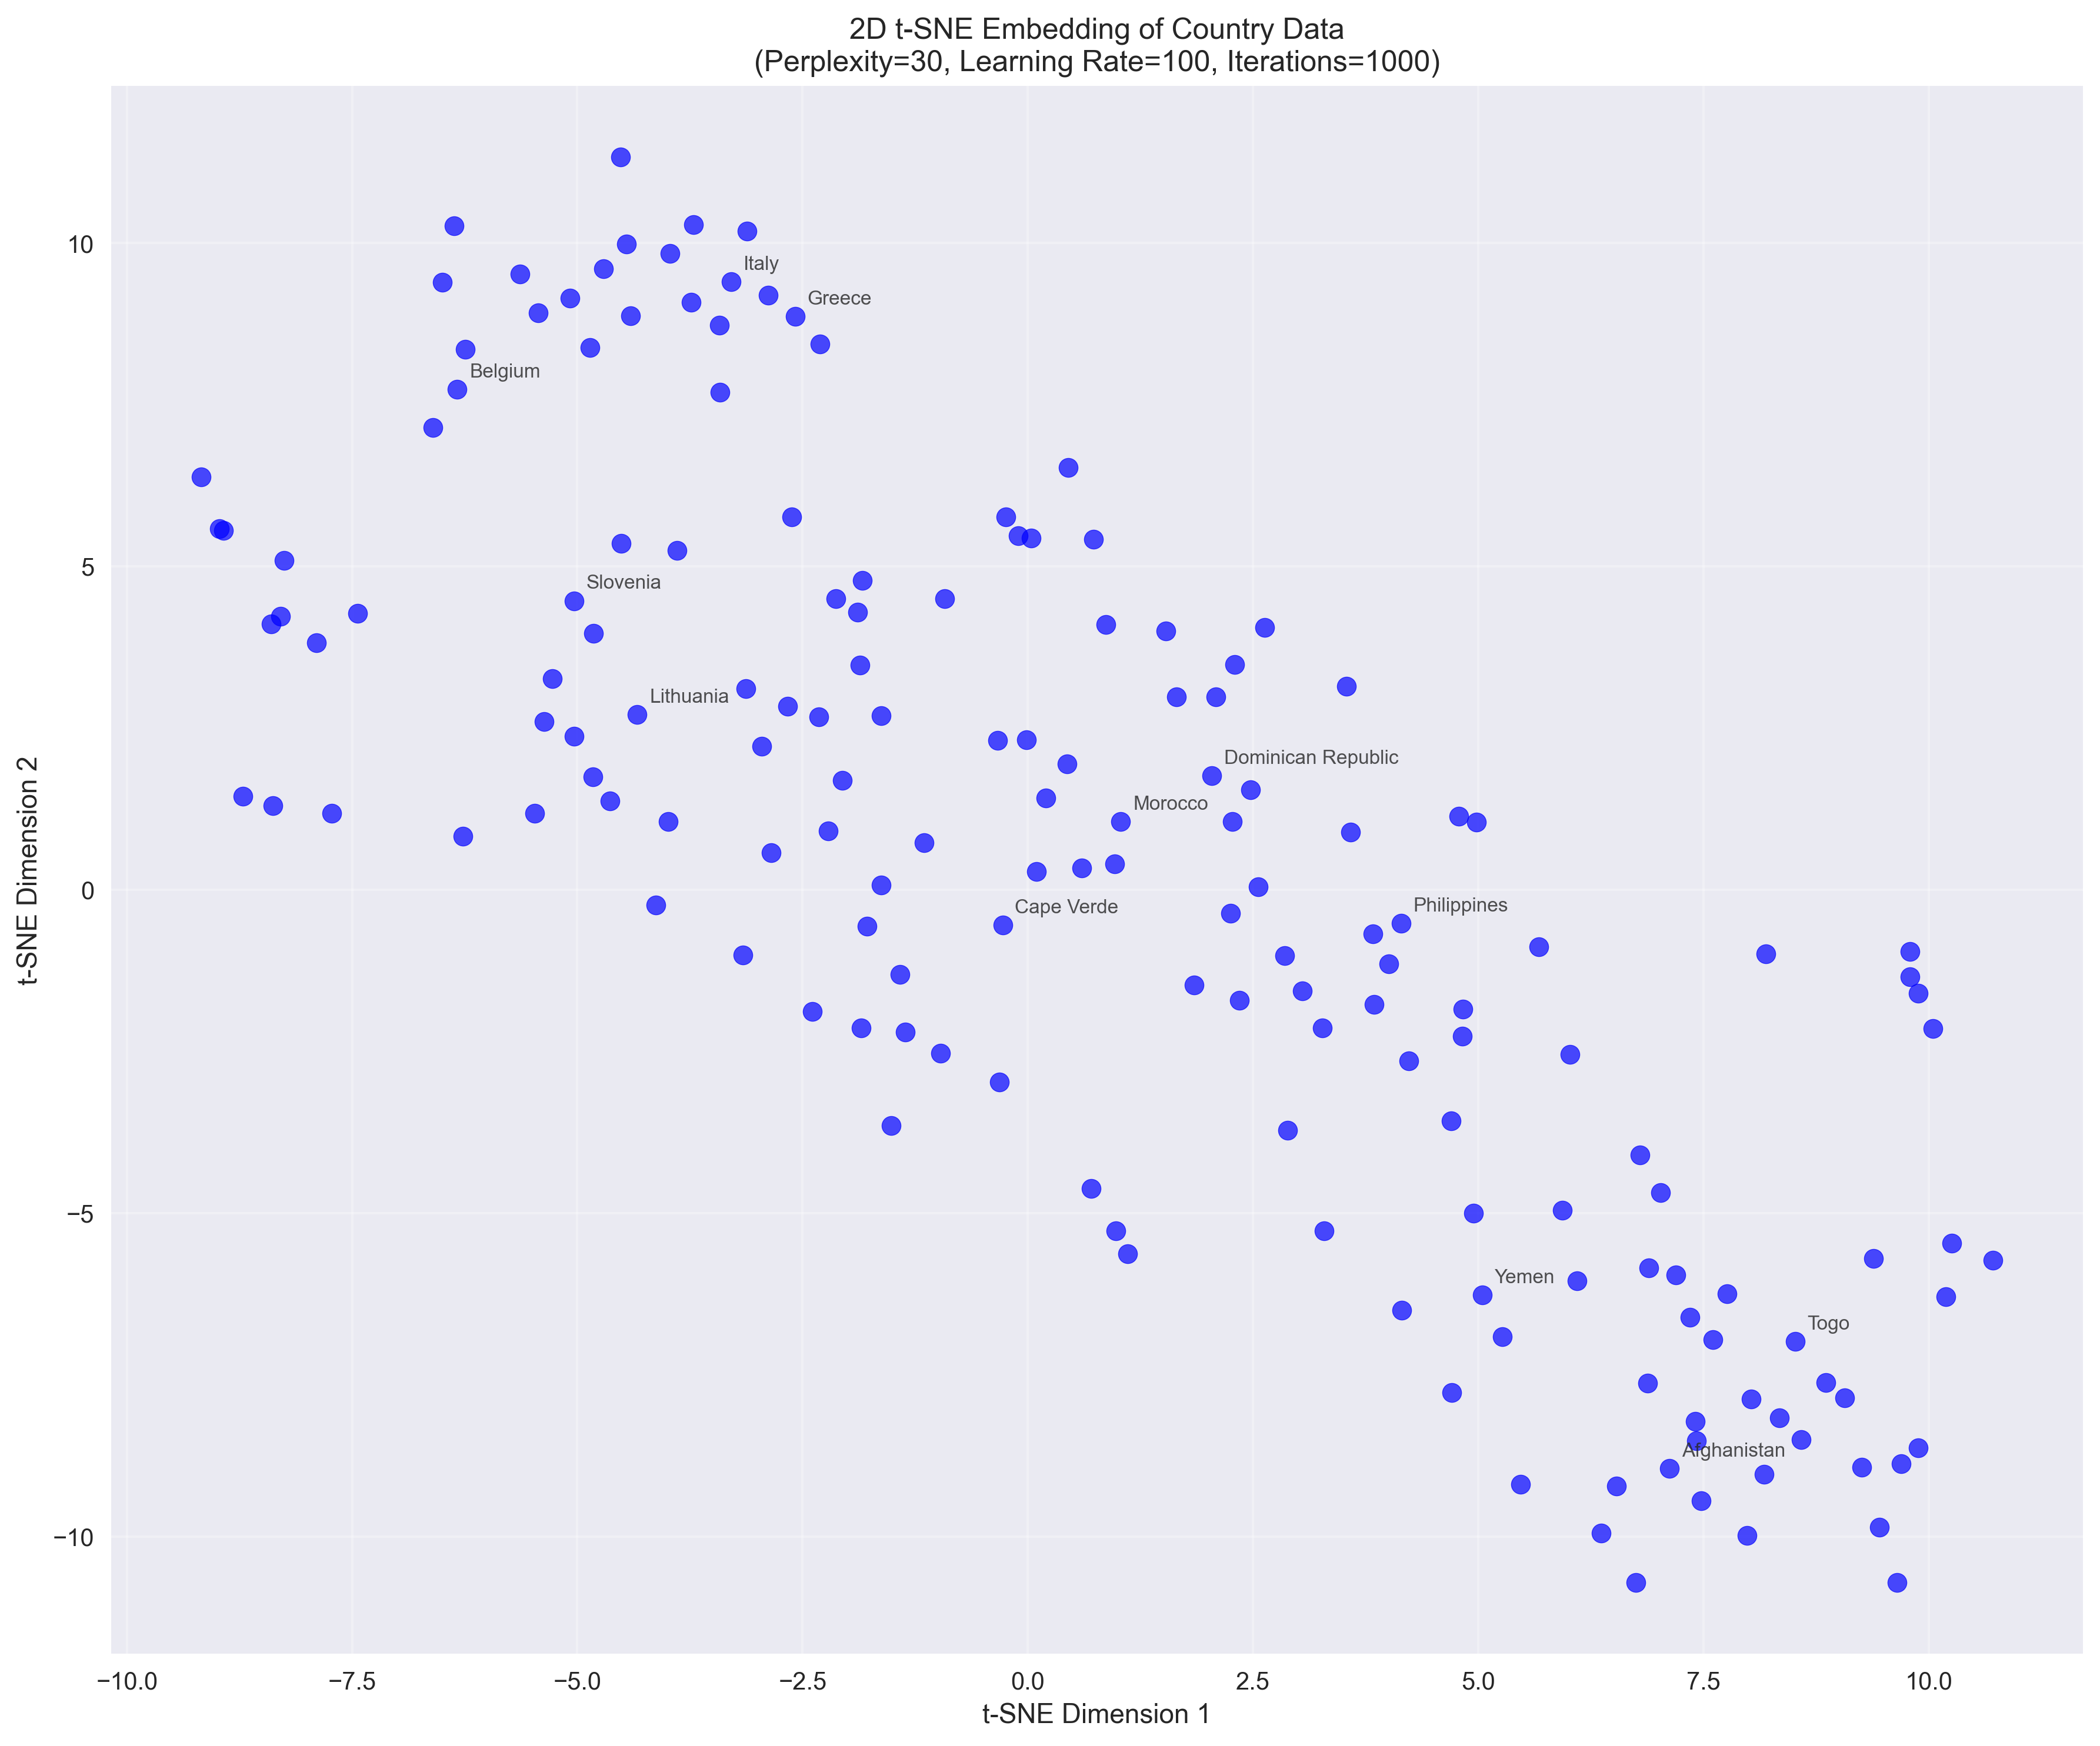 2D t-SNE Embedding of Country Data
(Perplexity=30, Learning Rate=100, Iterations=1000)
10
5
0
−5
−10
t-SNE Dimension 2
Italy
Greece
Belgium
Slovenia
Lithuania
Dominican Republic
Morocco
Cape Verde
Philippines
Yemen
Togo
Afghanistan
−10.0
−7.5
−5.0
−2.5
0.0
2.5
5.0
7.5
10.0
t-SNE Dimension 1